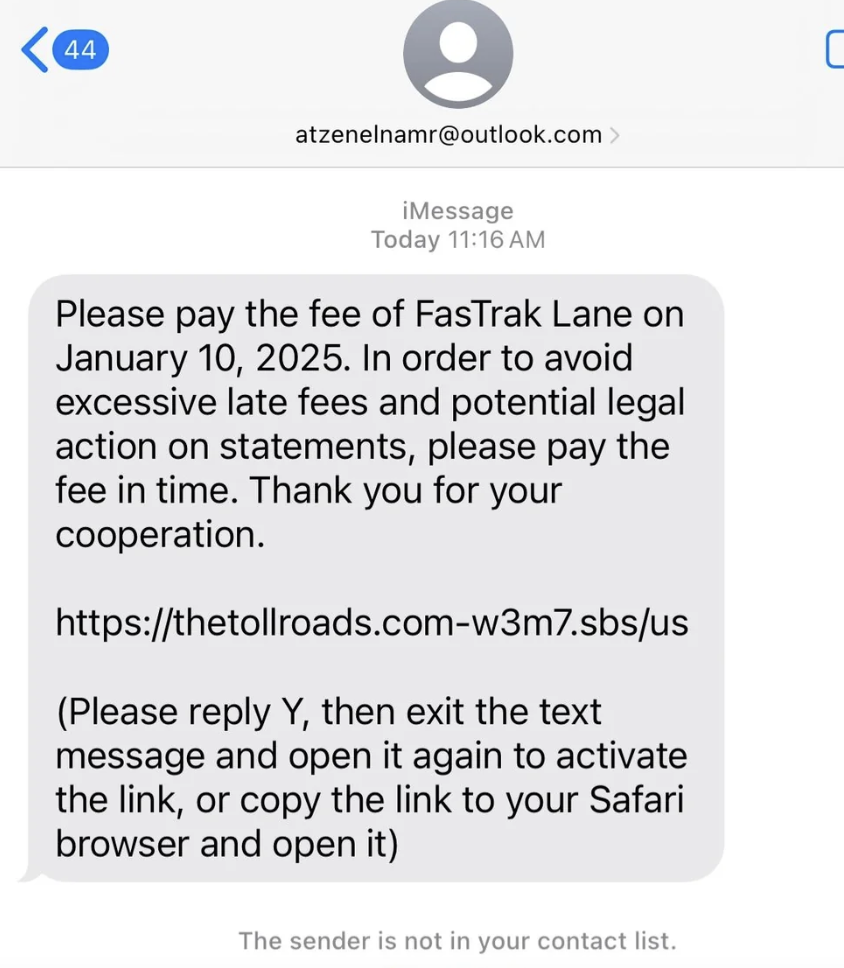 44
atzenelnamr@outlook.com
iMessage
Today 11:16 AM
Please pay the fee of FasTrak Lane on
January 10, 2025. In order to avoid
excessive late fees and potential legal
action on statements, please pay the
fee in time. Thank you for your
cooperation.
https://thetollroads.com-w3m7.sbs/us
(Please reply Y, then exit the text
message and open it again to activate
the link, or copy the link to your Safari
browser and open it)
The sender is not in your contact list.